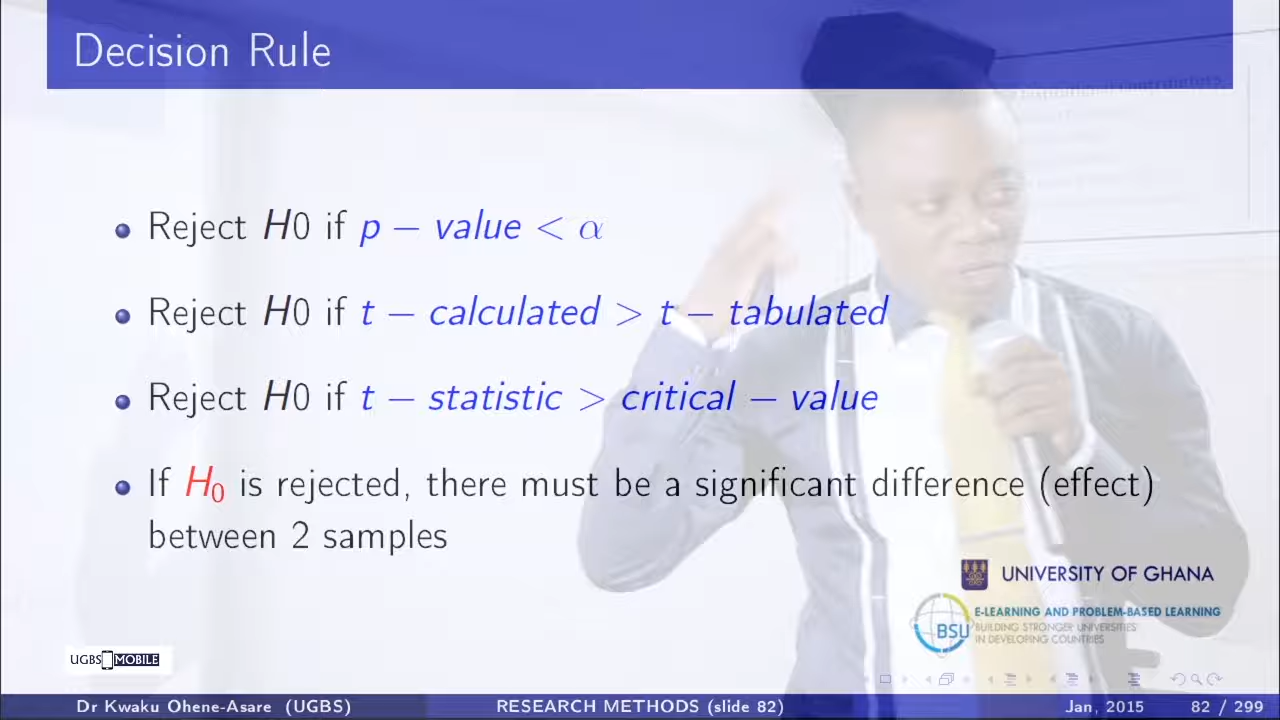 Decision Rule
Reject H0 if p − value < α
Reject H0 if t − calculated > t − tabulated
Reject H0 if t − statistic > critical − value
If H₀ is rejected, there must be a significant difference (effect)
between 2 samples
UNIVERSITY OF GHANA
E-LEARNING AND PROBLEM-BASED LEARNING
BSU BUILDING STRONGER UNIVERSITIES
IN DEVELOPING COUNTRIES
UGBS MOBILE
Dr Kwaku Ohene-Asare (UGBS) RESEARCH METHODS (slide 82) Jan, 2015 82 / 299